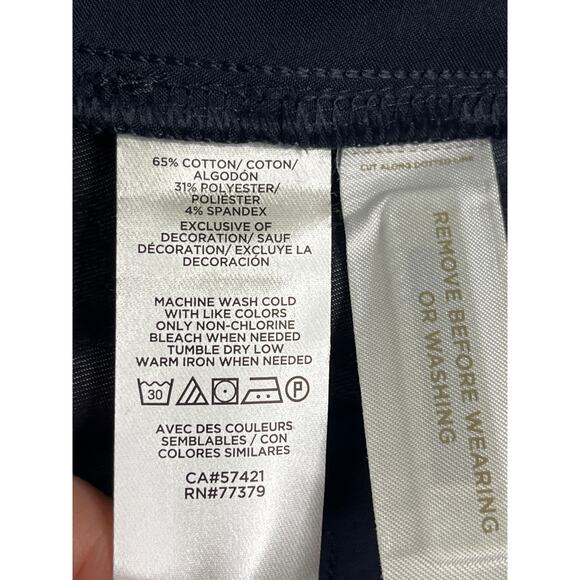 65% COTTON/ COTON/
ALGODÓN
31% POLYESTER/
POLIÉSTER
4% SPANDEX
EXCLUSIVE OF
DECORATION/ SAUF
DÉCORATION/ EXCLUYE LA
DECORACIÓN
MACHINE WASH COLD
WITH LIKE COLORS
ONLY NON-CHLORINE
BLEACH WHEN NEEDED
TUMBLE DRY LOW
WARM IRON WHEN NEEDED
30 P
AVEC DES COULEURS
SEMBLABLES / CON
COLORES SIMILARES
CA#57421
RN#77379
CUT ALONG DOTTED LINE
REMOVE BEFORE WEARING
OR WASHING